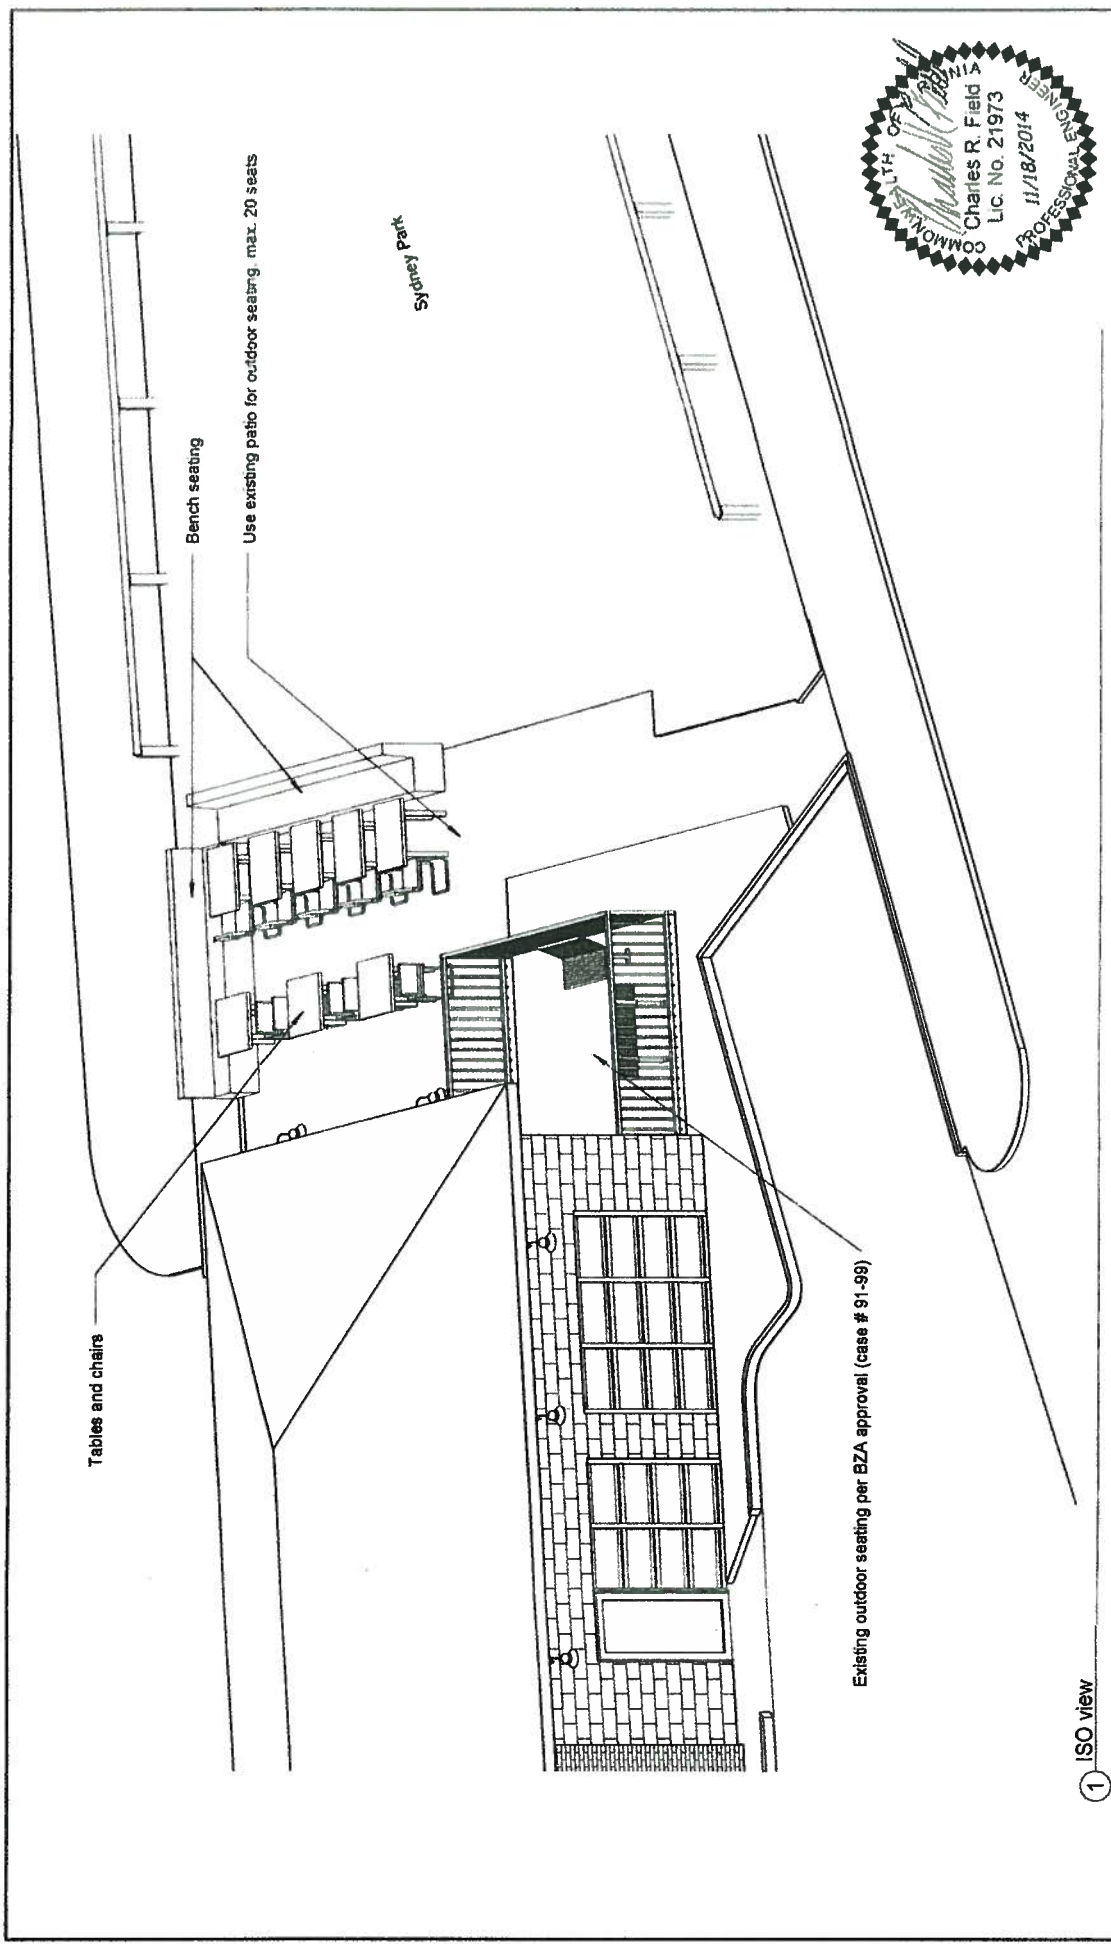 Tables and chairs
Bench seating
Use existing patio for outdoor seating, max. 20 seats
Sydney Park
Existing outdoor seating per BZA approval (case # 91-99)
1 ISO view
COMMONWEALTH OF VIRGINIA
Charles R. Field
Lic. No. 21973
11/18/2014
PROFESSIONAL ENGINEER